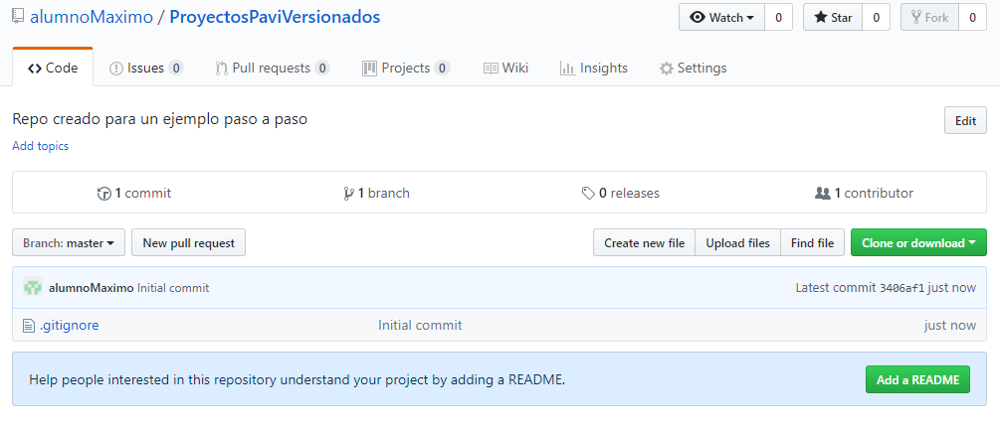 alumnoMaximo / ProyectosPaviVersionados Watch 0 Star 0 Fork 0
Code Issues 0 Pull requests 0 Projects 0 Wiki Insights Settings
Repo creado para un ejemplo paso a paso Edit
Add topics
1 commit 1 branch 0 releases 1 contributor
Branch: master New pull request Create new file Upload files Find file Clone or download
alumnoMaximo Initial commit Latest commit 3406af1 just now
.gitignore Initial commit just now
Help people interested in this repository understand your project by adding a README. Add a README